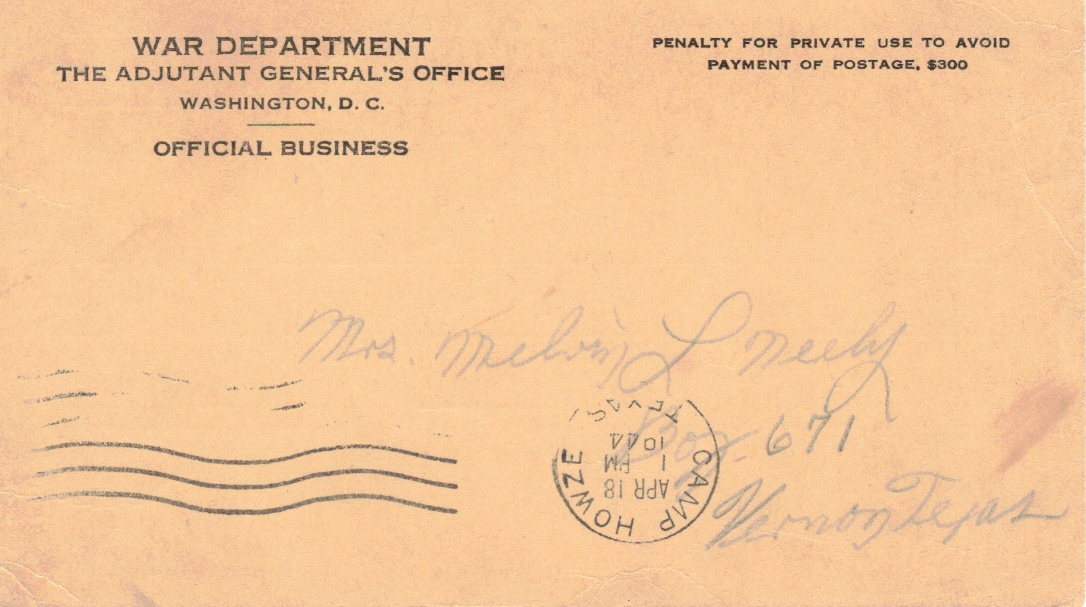 WAR DEPARTMENT
THE ADJUTANT GENERAL'S OFFICE
WASHINGTON, D. C.
OFFICIAL BUSINESS
PENALTY FOR PRIVATE USE TO AVOID
PAYMENT OF POSTAGE, $300
Mrs. Melvin L Neely
Box 671
Vernon Texas
CAMP HOWZE
TEXAS
APR 18
1 PM
1944